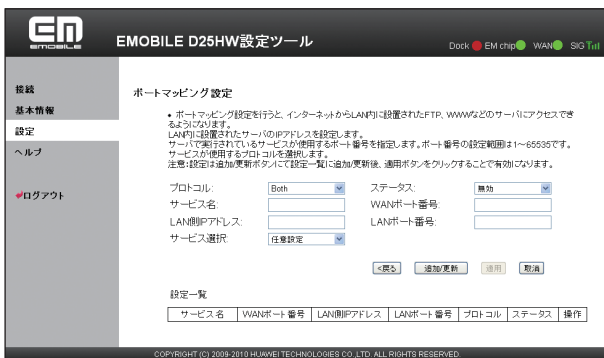 EM
EMOBILE
EMOBILE D25HW設定ツール
Dock EM chip WAN SIG
接続
基本情報
設定
ヘルプ
ログアウト
ポートマッピング設定
• ポートマッピング設定を行うと、インターネットからLAN内に設置されたFTP、WWWなどのサーバにアクセスでき
るようになります。
LAN内に設置されたサーバのIPアドレスを設定します。
サーバで実行されているサービスが使用するポート番号を指定します。ポート番号の設定範囲は1～65535です。
サービスが使用するプロトコルを選択します。
注意:設定は追加/更新ボタンにて設定一覧に追加/更新後、適用ボタンをクリックすることで有効になります。
プロトコル: Both ステータス: 無効
サービス名: WANポート番号:
LAN側IPアドレス: LANポート番号:
サービス選択: 任意設定
<戻る 追加/更新 適用 取消
設定一覧
サービス名 WANポート番号 LAN側IPアドレス LANポート番号 プロトコル ステータス 操作
COPYRIGHT (C) 2009-2010 HUAWEI TECHNOLOGIES CO.,LTD. ALL RIGHTS RESERVED.